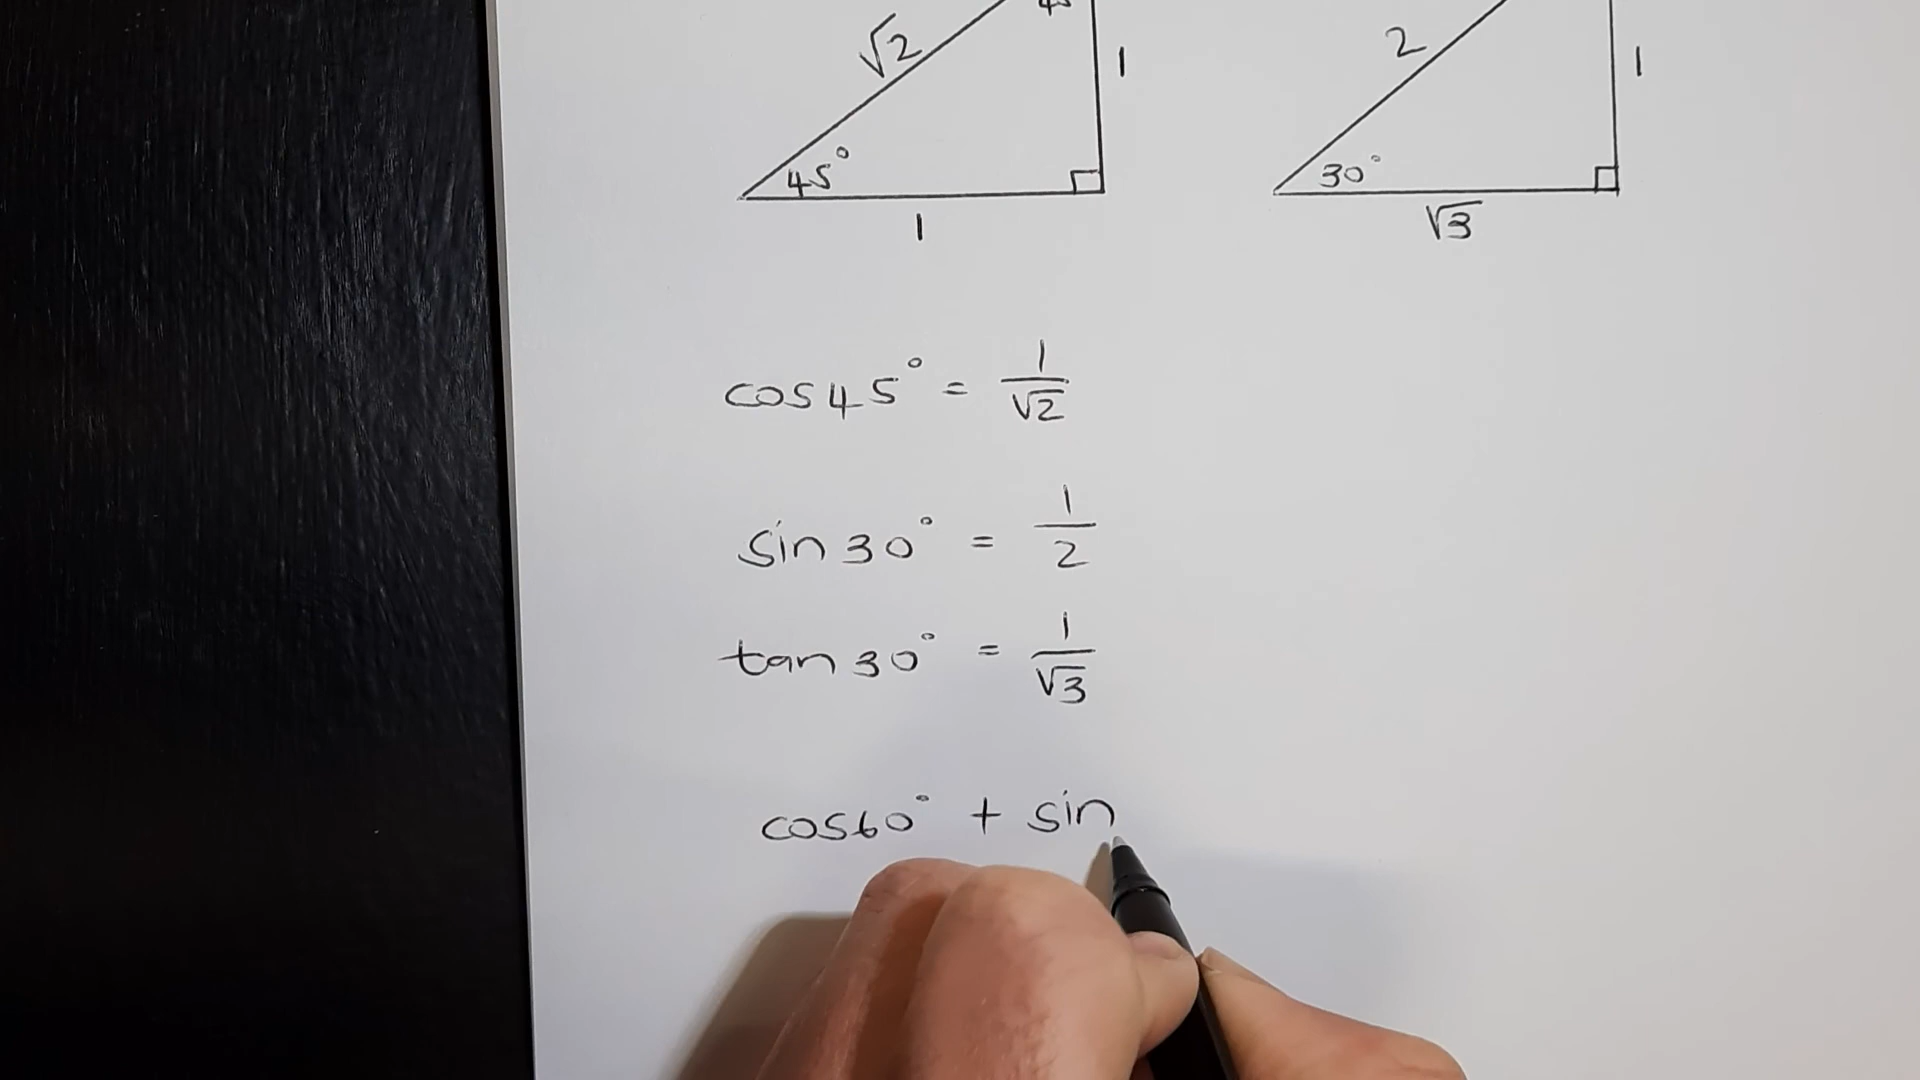 √2
45
1
2
1
45°
30°
1
√3
cos45° = 1/√2
sin30° = 1/2
tan30° = 1/√3
cos60° + sin